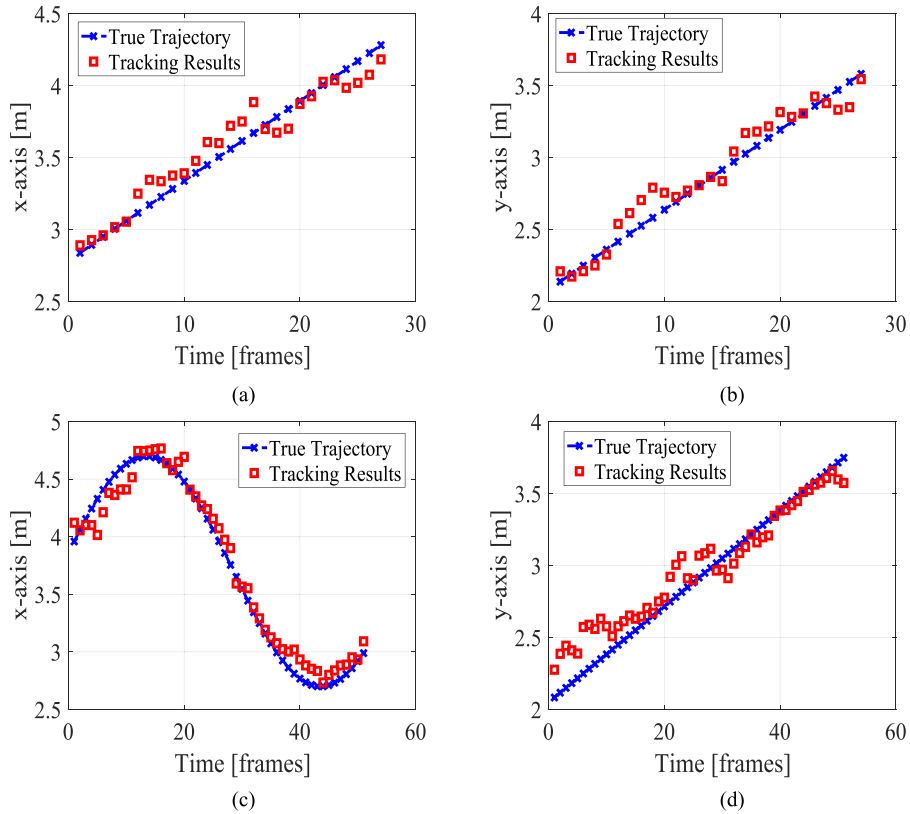 4.5
4
3.5
3
2.5
x-axis [m]
True Trajectory
Tracking Results
0 10 20 30
Time [frames]
(a)
4
3.5
3
2.5
2
y-axis [m]
True Trajectory
Tracking Results
0 10 20 30
Time [frames]
(b)
5
4.5
4
3.5
3
2.5
x-axis [m]
True Trajectory
Tracking Results
0 20 40 60
Time [frames]
(c)
4
3.5
3
2.5
2
y-axis [m]
True Trajectory
Tracking Results
0 20 40 60
Time [frames]
(d)